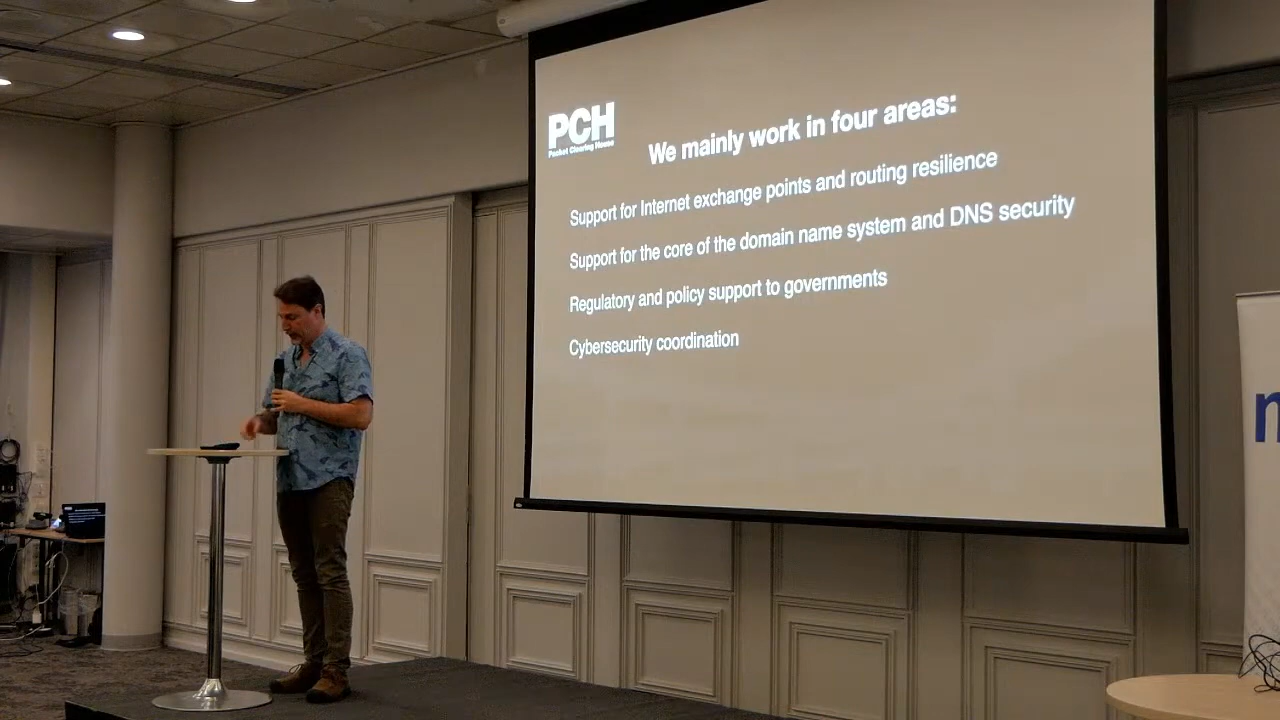 PCH
Packet Clearing House
We mainly work in four areas:
Support for Internet exchange points and routing resilience
Support for the core of the domain name system and DNS security
Regulatory and policy support to governments
Cybersecurity coordination